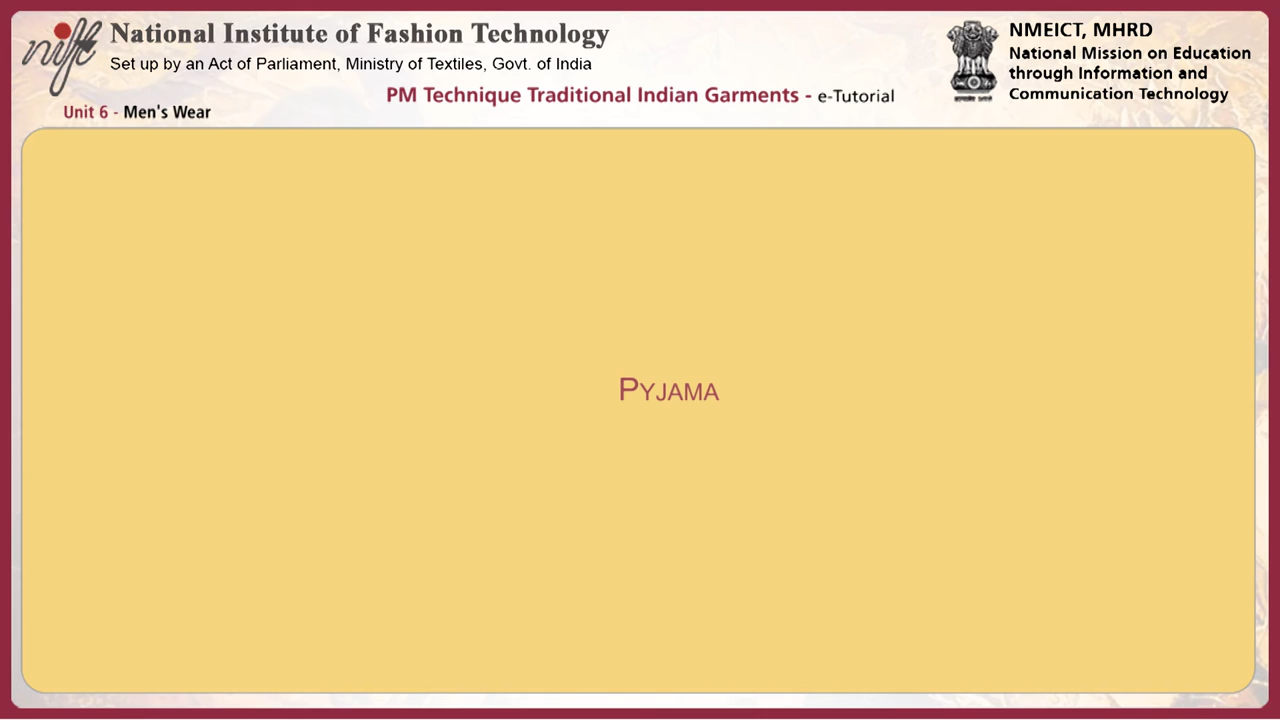 nift
National Institute of Fashion Technology
Set up by an Act of Parliament, Ministry of Textiles, Govt. of India
NMEICT, MHRD
National Mission on Education
through Information and
Communication Technology
PM Technique Traditional Indian Garments - e-Tutorial
Unit 6 - Men's Wear
PYJAMA